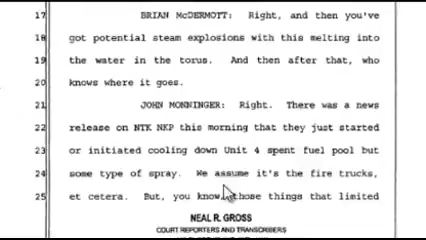 17 BRIAN McDERMOTT: Right, and then you've
18 got potential steam explosions with this melting into
19 the water in the torus. And then after that, who
20 knows where it goes.
21 JOHN MONNINGER: Right. There was a news
22 release on NTK NKP this morning that they just started
23 or initiated cooling down Unit 4 spent fuel pool but
24 some type of spray. We assume it's the fire trucks,
25 et cetera. But, you know, those things that limited
NEAL R. GROSS
COURT REPORTERS AND TRANSCRIBERS